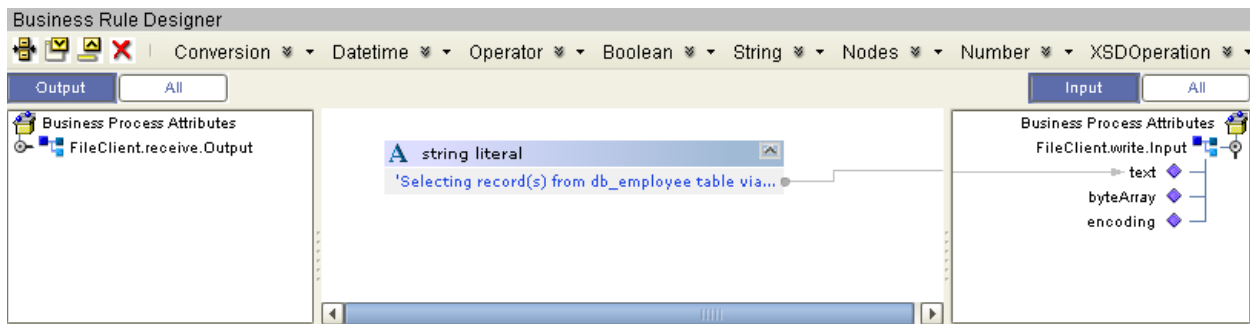 Business Rule Designer
Conversion Datetime Operator Boolean String Nodes Number XSDOperation
Output All Input All
Business Process Attributes
FileClient.receive.Output
A string literal
'Selecting record(s) from db_employee table via...
Business Process Attributes
FileClient.write.Input
text
byteArray
encoding